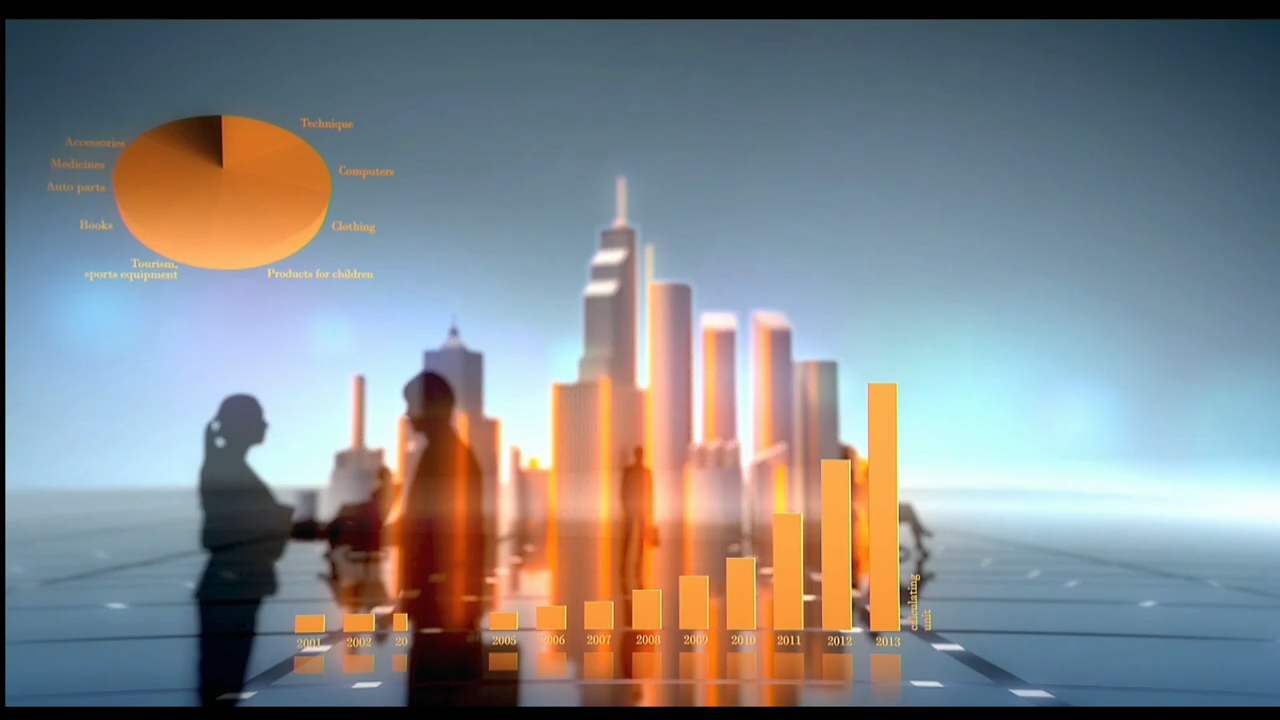 Technique
Accessories
Medicines
Computers
Auto parts
Books
Clothing
Tourism,
sports equipment
Products for children
calculating
unit
2001 2002 20 2005 2006 2007 2008 2009 2010 2011 2012 2013